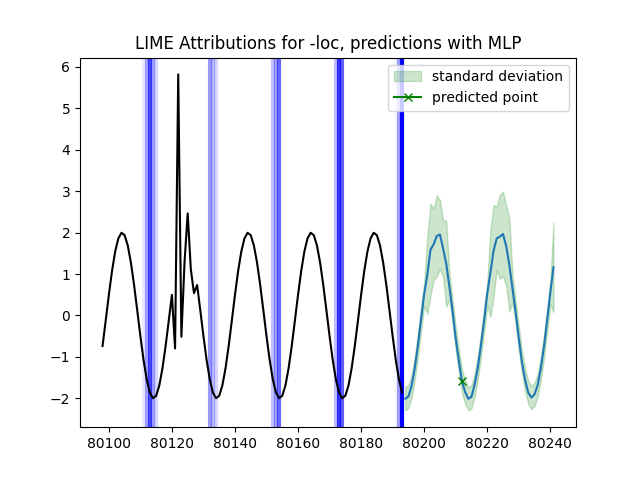 LIME Attributions for -loc, predictions with MLP
standard deviation
predicted point
6
5
4
3
2
1
0
−1
−2
80100 80120 80140 80160 80180 80200 80220 80240